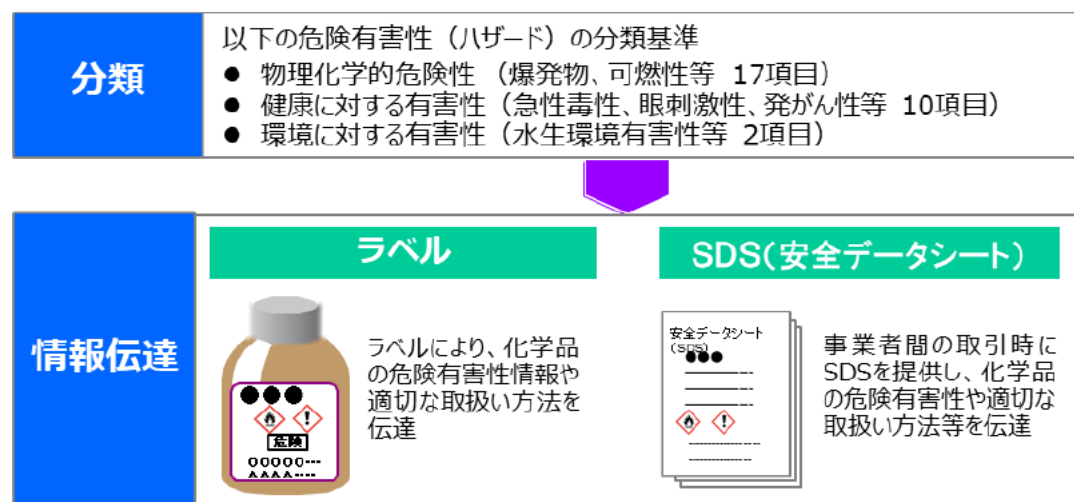 分類
以下の危険有害性（ハザード）の分類基準
● 物理化学的危険性 （爆発物、可燃性等 17項目）
● 健康に対する有害性（急性毒性、眼刺激性、発がん性等 10項目）
● 環境に対する有害性（水生環境有害性等 2項目）
情報伝達
ラベル
●●●
危険
OOOOO---
AAAA----
ラベルにより、化学品
の危険有害性情報や
適切な取扱い方法を
伝達
SDS(安全データシート)
安全データシート
(SDS)
●●●
事業者間の取引時に
SDSを提供し、化学品
の危険有害性や適切な
取扱い方法等を伝達